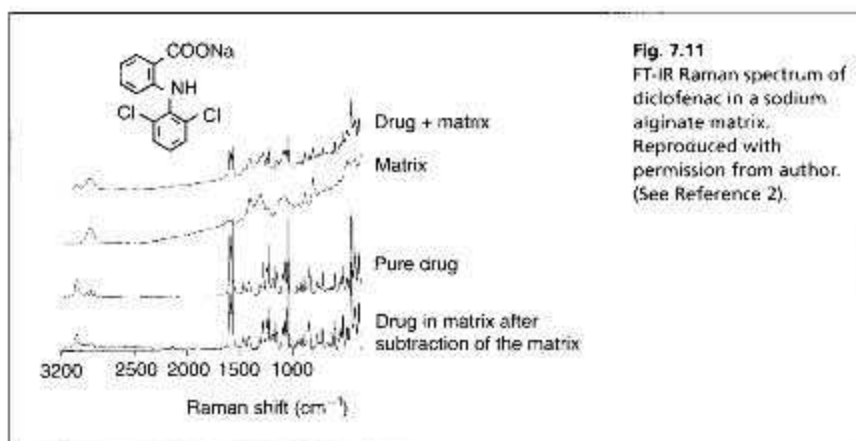 COONa
NH
Cl
Cl
Drug + matrix
Matrix
Pure drug
Drug in matrix after
subtraction of the matrix
3200 2500 2000 1500 1000
Raman shift (cm⁻¹)
Fig. 7.11
FT-IR Raman spectrum of
diclofenac in a sodium
alginate matrix.
Reproduced with
permission from author.
(See Reference 2).